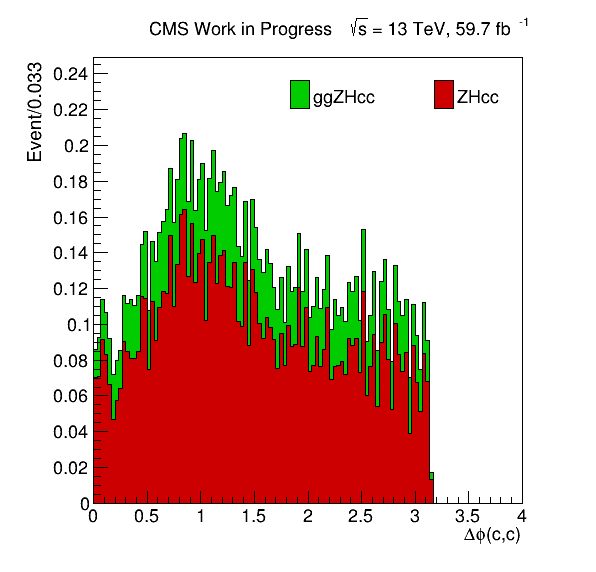 CMS Work in Progress √s = 13 TeV, 59.7 fb -1
Event/0.033
0.24
0.22
0.2
0.18
0.16
0.14
0.12
0.1
0.08
0.06
0.04
0.02
0
ggZHcc ZHcc
0 0.5 1 1.5 2 2.5 3 3.5 4
Δϕ(c,c)